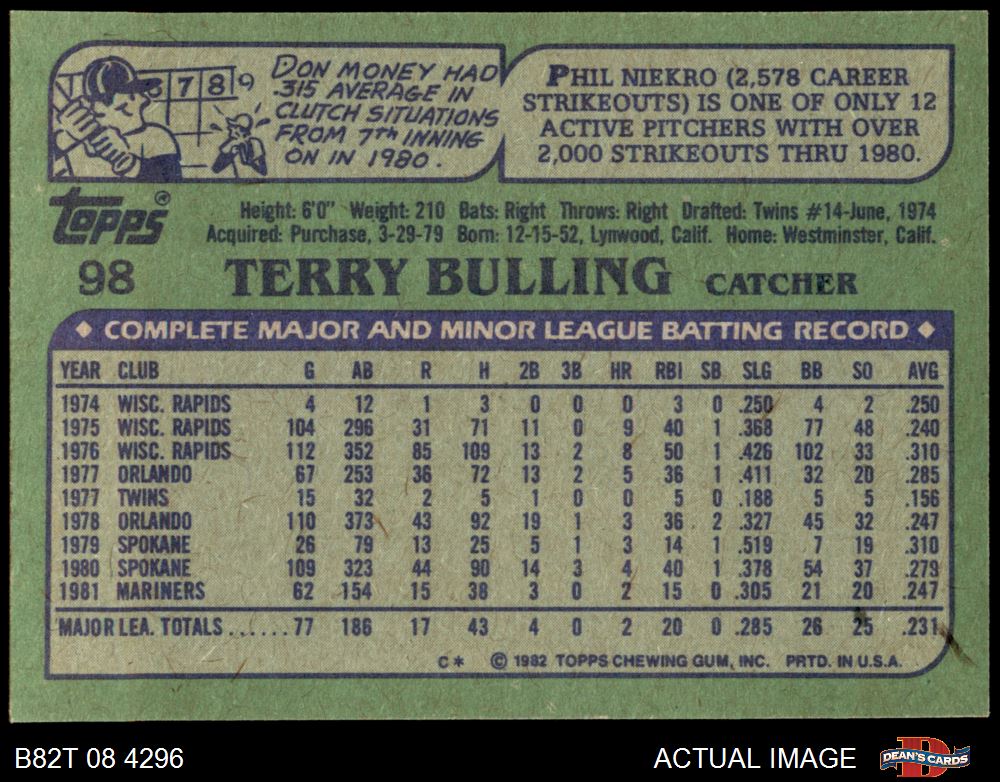 6 7 8 9
DON MONEY HAD
.315 AVERAGE IN
CLUTCH SITUATIONS
FROM 7th INNING
ON IN 1980.
PHIL NIEKRO (2,578 CAREER
STRIKEOUTS) IS ONE OF ONLY 12
ACTIVE PITCHERS WITH OVER
2,000 STRIKEOUTS THRU 1980.
topps®
Height: 6'0" Weight: 210 Bats: Right Throws: Right Drafted: Twins #14-June, 1974
Acquired: Purchase, 3-29-79 Born: 12-15-52, Lynwood, Calif. Home: Westminster, Calif.
98 TERRY BULLING CATCHER
◆ COMPLETE MAJOR AND MINOR LEAGUE BATTING RECORD ◆
YEAR CLUB G AB R H 2B 3B HR RBI SB SLG BB SO AVG
1974 WISC. RAPIDS 4 12 1 3 0 0 0 3 0 .250 4 2 .250
1975 WISC. RAPIDS 104 296 31 71 11 0 9 40 1 .368 77 48 .240
1976 WISC. RAPIDS 112 352 85 109 13 2 8 50 1 .426 102 33 .310
1977 ORLANDO 67 253 36 72 13 2 5 36 1 .411 32 20 .285
1977 TWINS 15 32 2 5 1 0 0 5 0 .188 5 5 .156
1978 ORLANDO 110 373 43 92 19 1 3 36 2 .327 45 32 .247
1979 SPOKANE 26 79 13 25 5 1 3 14 1 .519 7 19 .310
1980 SPOKANE 109 323 44 90 14 3 4 40 1 .378 54 37 .279
1981 MARINERS 62 154 15 38 3 0 2 15 0 .305 21 20 .247
MAJOR LEA. TOTALS......77 186 17 43 4 0 2 20 0 .285 26 25 .231
C* © 1982 TOPPS CHEWING GUM, INC. PRTD. IN U.S.A.
B82T 08 4296
ACTUAL IMAGE
D
DEAN'S CARDS